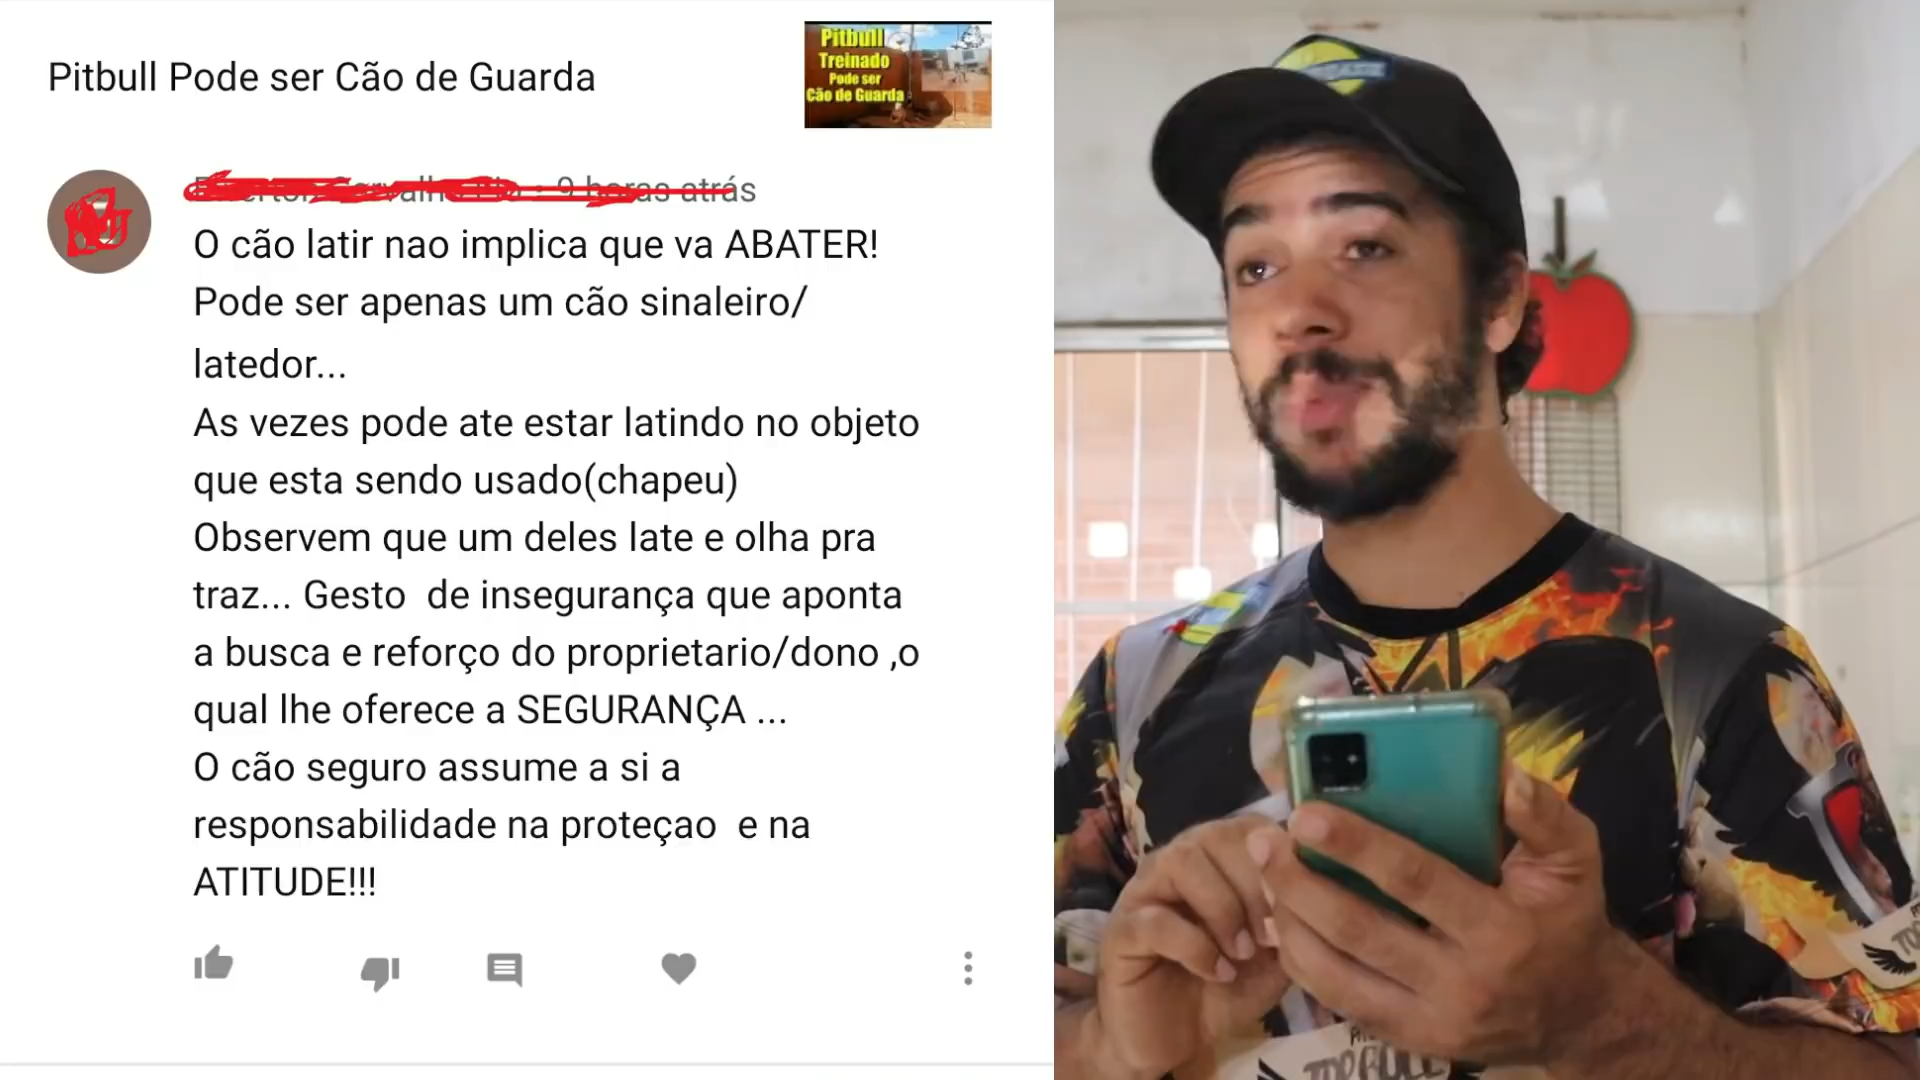 Pitbull Pode ser Cão de Guarda
Pitbull
Treinado
Pode ser
Cão de Guarda
9 horas atrás
O cão latir nao implica que va ABATER!
Pode ser apenas um cão sinaleiro/
latedor...
As vezes pode ate estar latindo no objeto
que esta sendo usado(chapeu)
Observem que um deles late e olha pra
traz... Gesto  de insegurança que aponta
a busca e reforço do proprietario/dono ,o
qual lhe oferece a SEGURANÇA ...
O cão seguro assume a si a
responsabilidade na proteçao  e na
ATITUDE!!!